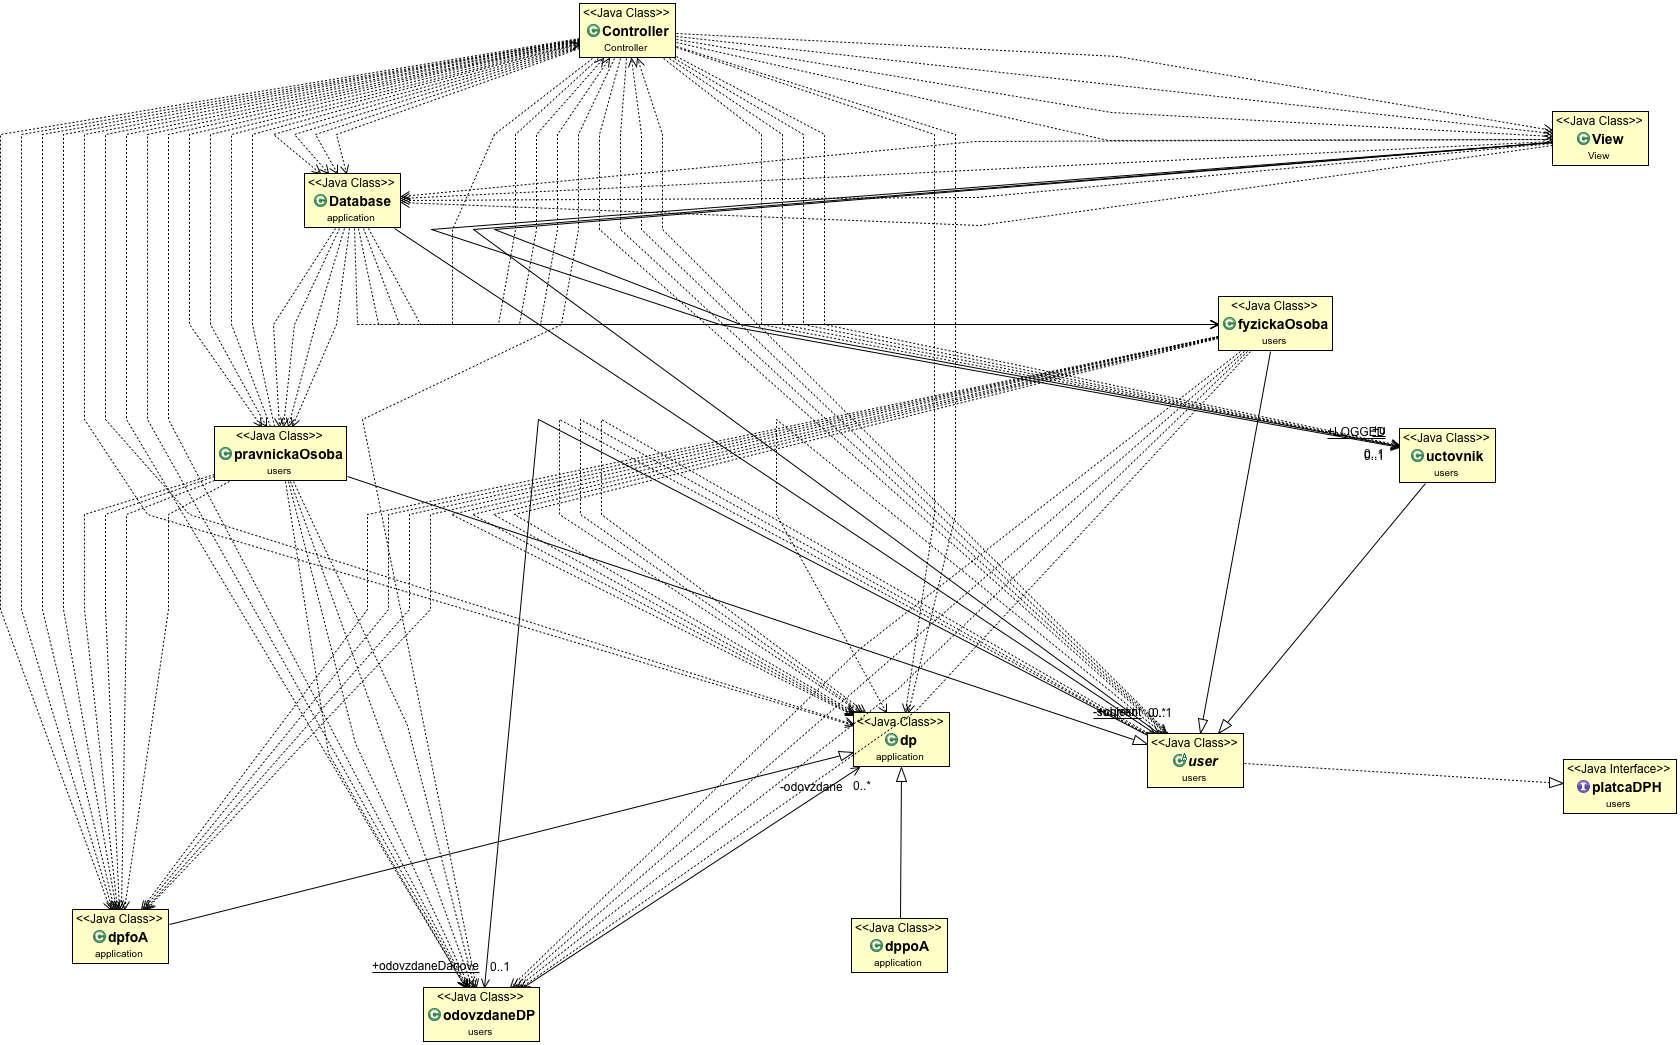 <<Java Class>>
Controller
Controller
<<Java Class>>
View
View
<<Java Class>>
Database
application
<<Java Class>>
fyzickaOsoba
users
<<Java Class>>
pravnickaOsoba
users
+LOGGED
0..1
<<Java Class>>
uctovnik
users
0..1
<<Java Class>>
dp
application
-odovzdane 0..*
<<Java Class>>
user
users
<<Java Interface>>
platcaDPH
users
<<Java Class>>
dpfoA
application
<<Java Class>>
dppoA
application
+odovzdaneDanove 0..1
<<Java Class>>
odovzdaneDP
users